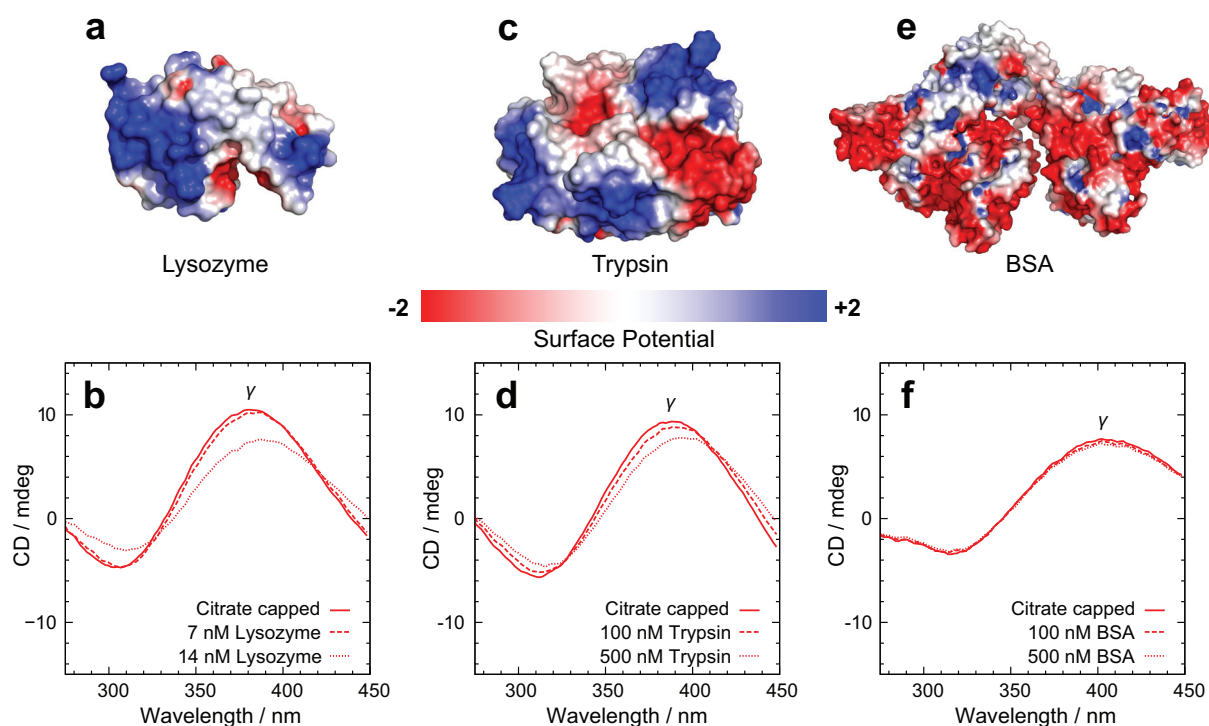 a
c
e
Lysozyme
Trypsin
BSA
-2
+2
Surface Potential
b
γ
CD / mdeg
10
0
−10
Citrate capped
7 nM Lysozyme
14 nM Lysozyme
300
350
400
450
Wavelength / nm
d
γ
CD / mdeg
10
0
-10
Citrate capped
100 nM Trypsin
500 nM Trypsin
300
350
400
450
Wavelength / nm
f
γ
CD / mdeg
10
0
-10
Citrate capped
100 nM BSA
500 nM BSA
300
350
400
450
Wavelength / nm